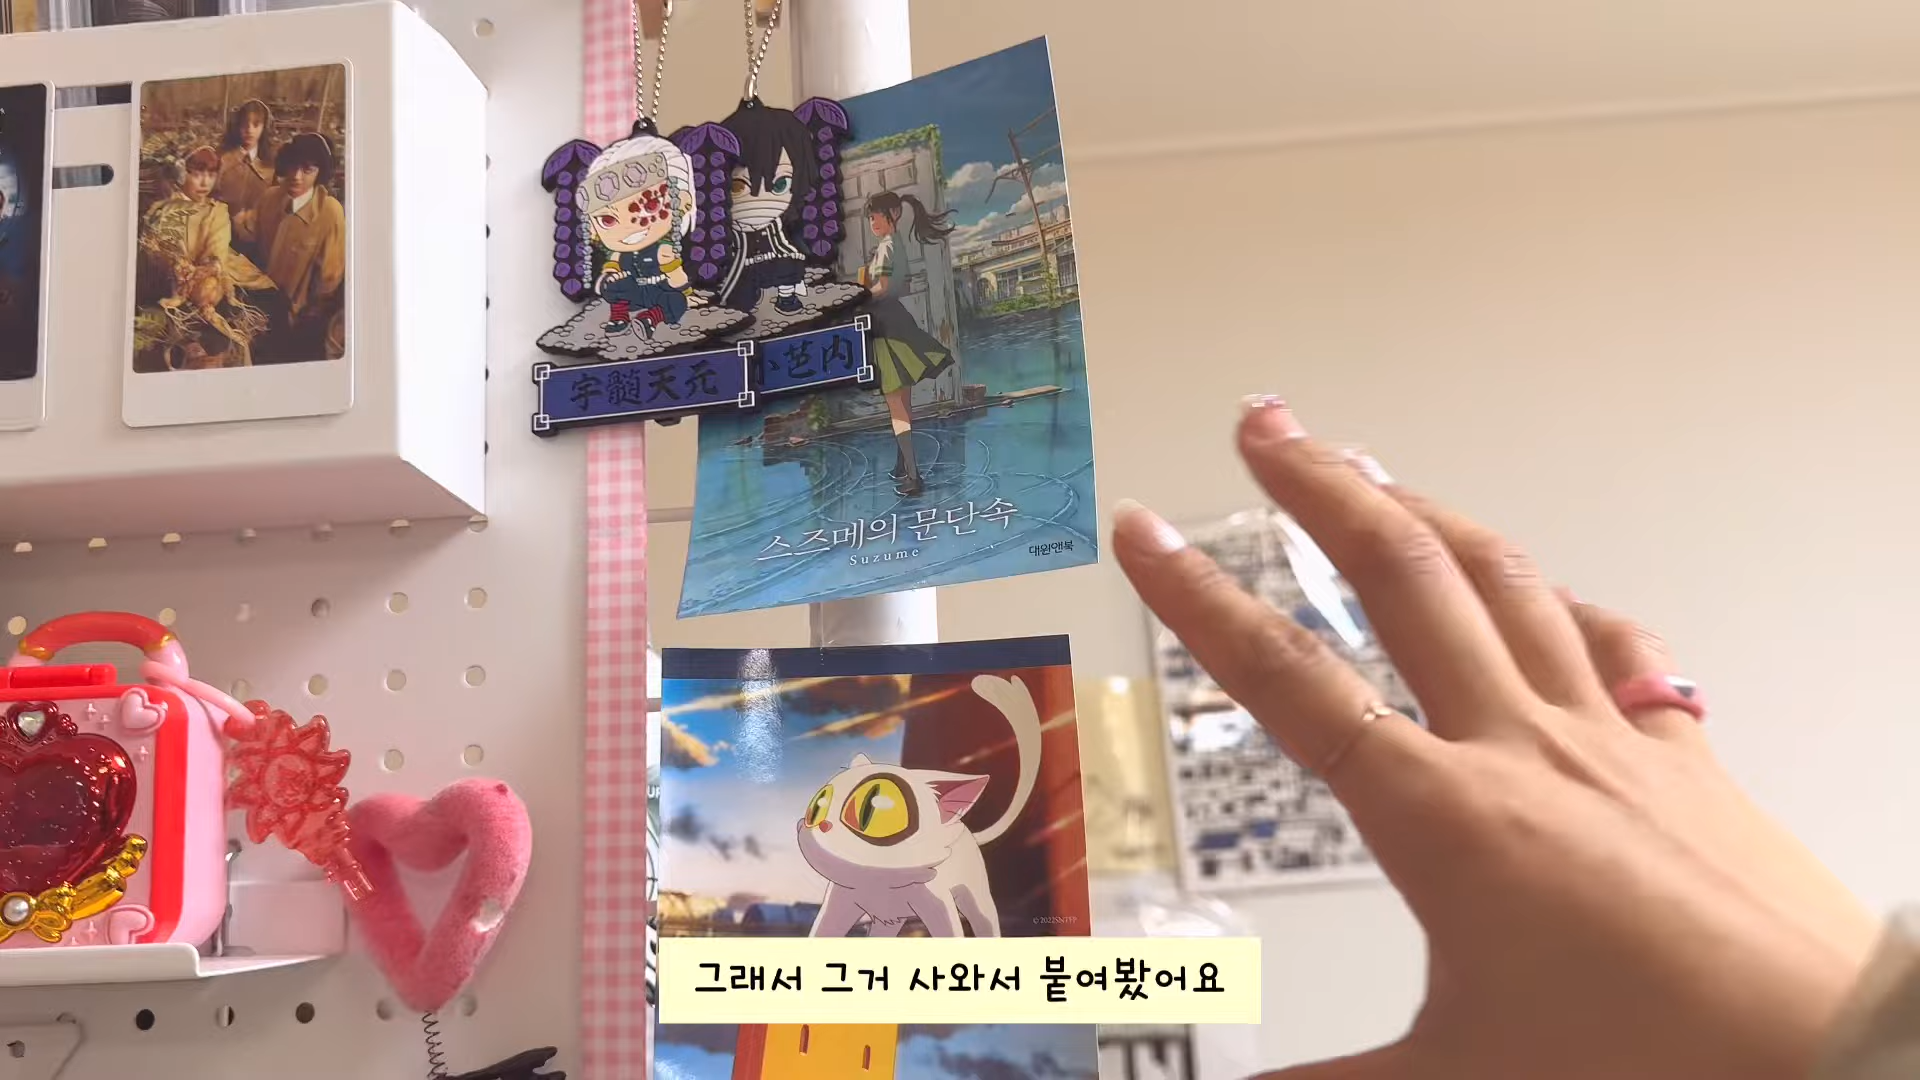 宇髄天元
小芭内
스즈메의 문단속
Suzume
대원앤북
그래서 그거 사와서 붙여봤어요